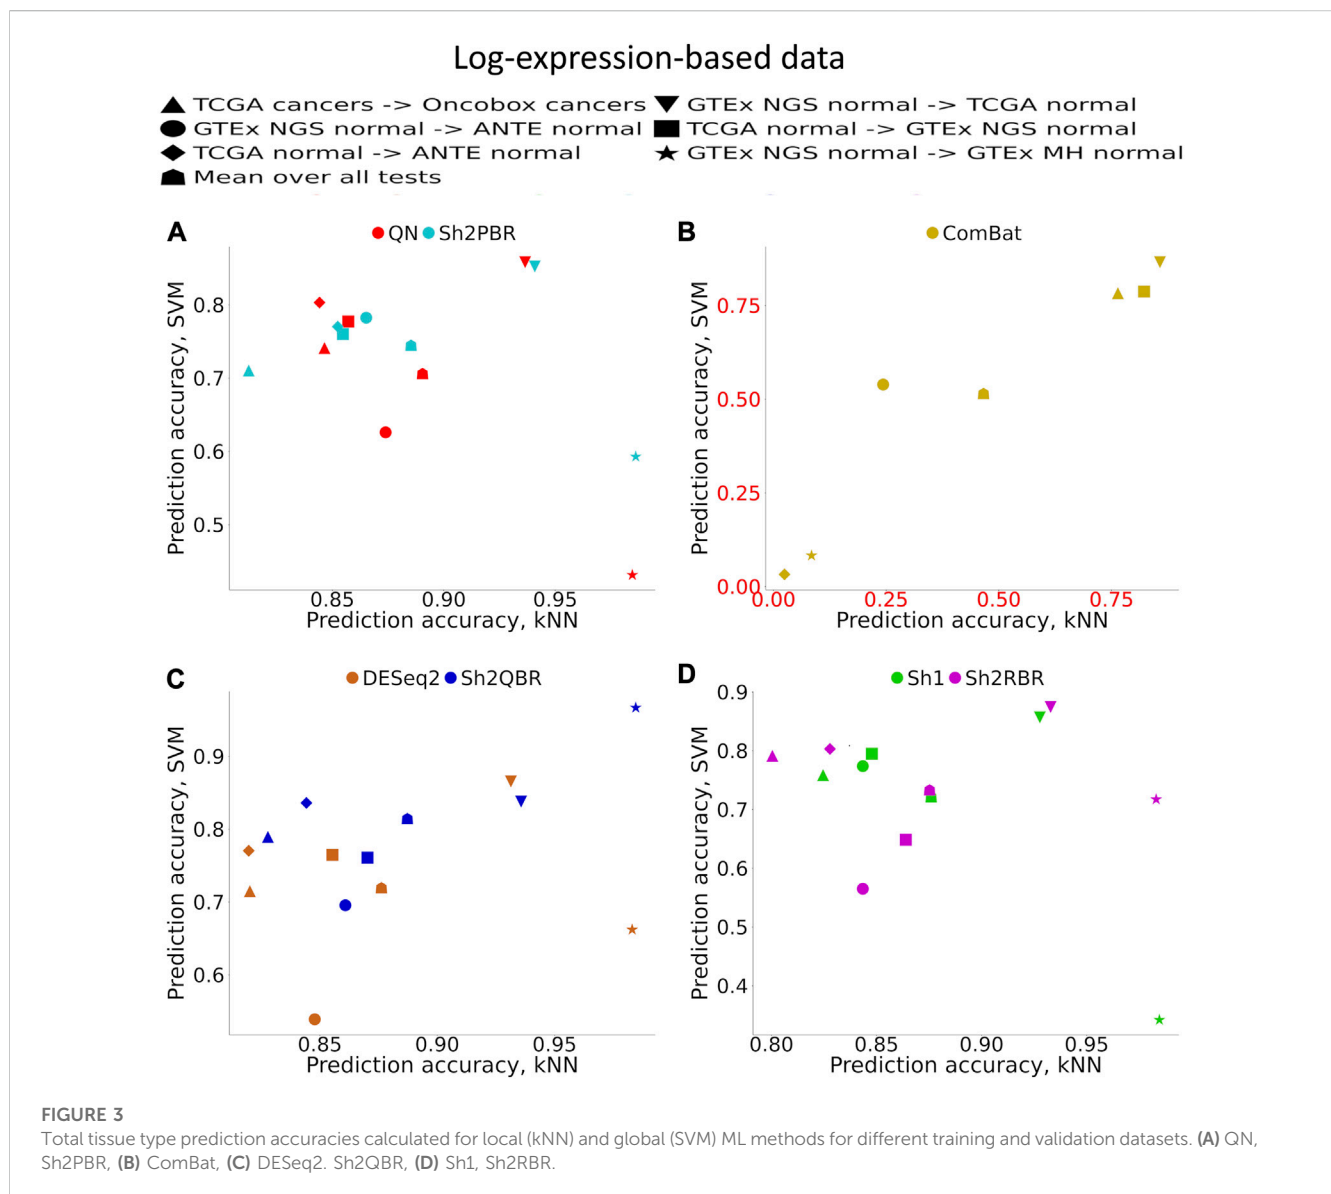 Log-expression-based data
TCGA cancers -> Oncobox cancers
GTEx NGS normal -> TCGA normal
GTEx NGS normal -> ANTE normal
TCGA normal -> GTEx NGS normal
TCGA normal -> ANTE normal
GTEx NGS normal -> GTEx MH normal
Mean over all tests
A
QN
Sh2PBR
Prediction accuracy, SVM
0.8
0.7
0.6
0.5
0.85
0.90
0.95
Prediction accuracy, kNN
B
ComBat
Prediction accuracy, SVM
0.75
0.50
0.25
0.00
0.00
0.25
0.50
0.75
Prediction accuracy, kNN
C
DESeq2
Sh2QBR
Prediction accuracy, SVM
0.9
0.8
0.7
0.6
0.85
0.90
0.95
Prediction accuracy, kNN
D
Sh1
Sh2RBR
Prediction accuracy, SVM
0.9
0.8
0.7
0.6
0.5
0.4
0.80
0.85
0.90
0.95
Prediction accuracy, kNN
FIGURE 3
Total tissue type prediction accuracies calculated for local (kNN) and global (SVM) ML methods for different training and validation datasets. (A) QN,
Sh2PBR, (B) ComBat, (C) DESeq2. Sh2QBR, (D) Sh1, Sh2RBR.